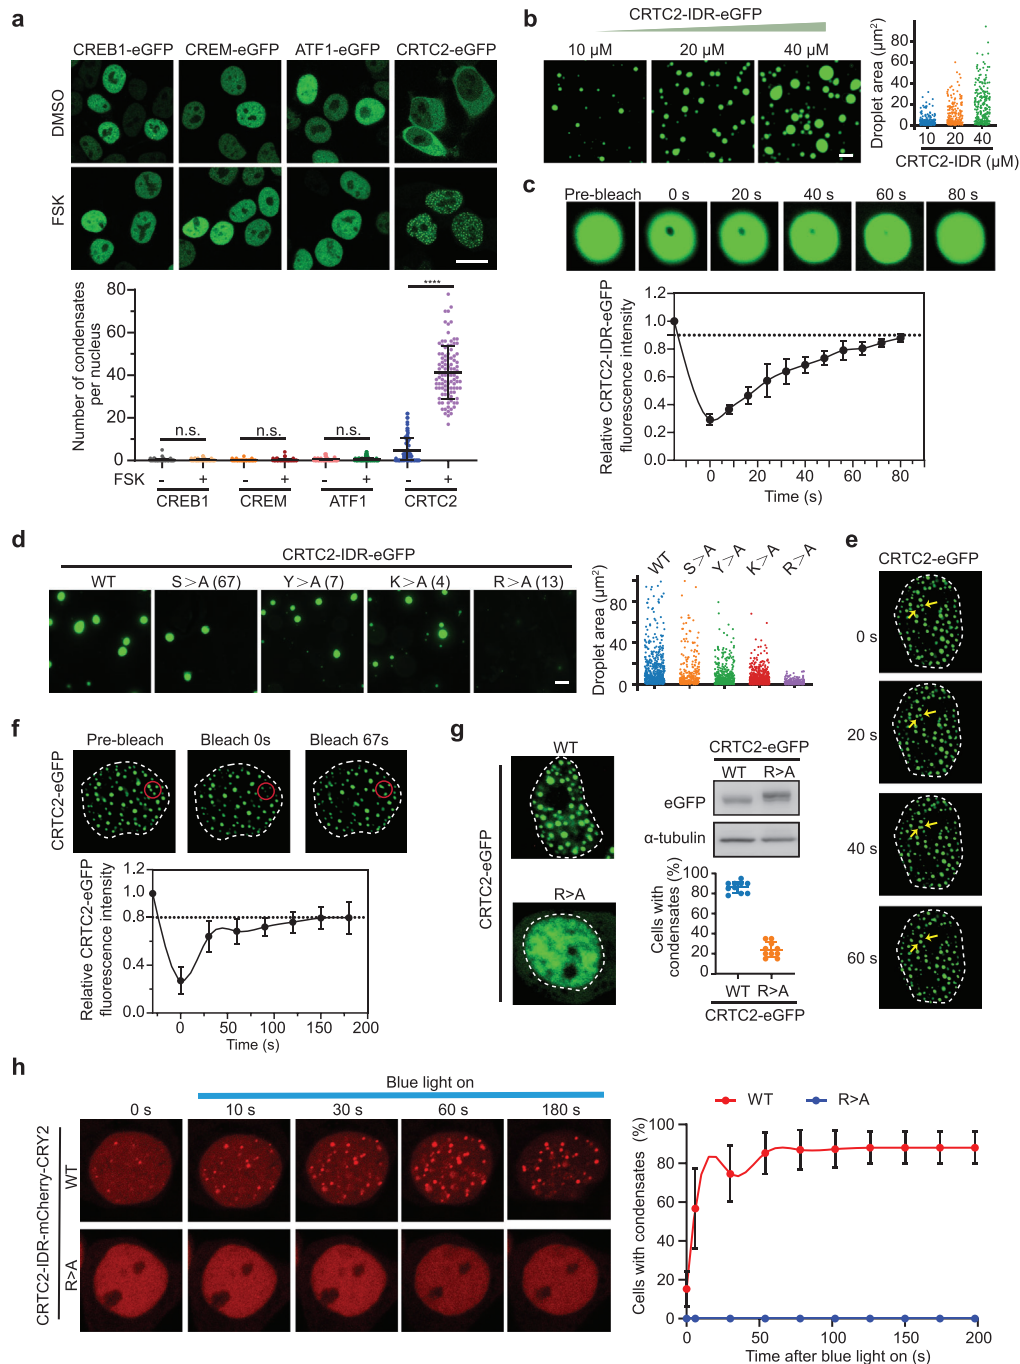 a
CREB1-eGFP CREM-eGFP ATF1-eGFP CRTC2-eGFP
DMSO
FSK
Number of condensates
per nucleus
80
60
40
20
0
n.s. n.s. n.s. ****
FSK - + - + - + - +
CREB1 CREM ATF1 CRTC2
b
CRTC2-IDR-eGFP
10 µM 20 µM 40 µM
Droplet area (µm²)
80
60
40
20
0
10 20 40
CRTC2-IDR (µM)
c
Pre-bleach 0 s 20 s 40 s 60 s 80 s
Relative CRTC2-IDR-eGFP
fluorescence intensity
1.2
1.0
0.8
0.6
0.4
0.2
0.0
0 20 40 60 80
Time (s)
d
CRTC2-IDR-eGFP
WT S>A (67) Y>A (7) K>A (4) R>A (13)
Droplet area (µm²)
80
40
0
WT S>A Y>A K>A R>A
e
CRTC2-eGFP
0 s
20 s
40 s
60 s
f
Pre-bleach Bleach 0s Bleach 67s
CRTC2-eGFP
Relative CRTC2-eGFP
fluorescence intensity
1.2
0.8
0.4
0.0
0 50 100 150 200
Time (s)
g
CRTC2-eGFP
WT
R>A
CRTC2-eGFP
WT R>A
eGFP
α-tubulin
Cells with
condensates (%)
100
80
60
40
20
0
WT R>A
CRTC2-eGFP
h
Blue light on
0 s 10 s 30 s 60 s 180 s
CRTC2-IDR-mCherry-CRY2
WT
R>A
WT R>A
Cells with condensates (%)
100
80
60
40
20
0
0 50 100 150 200
Time after blue light on (s)